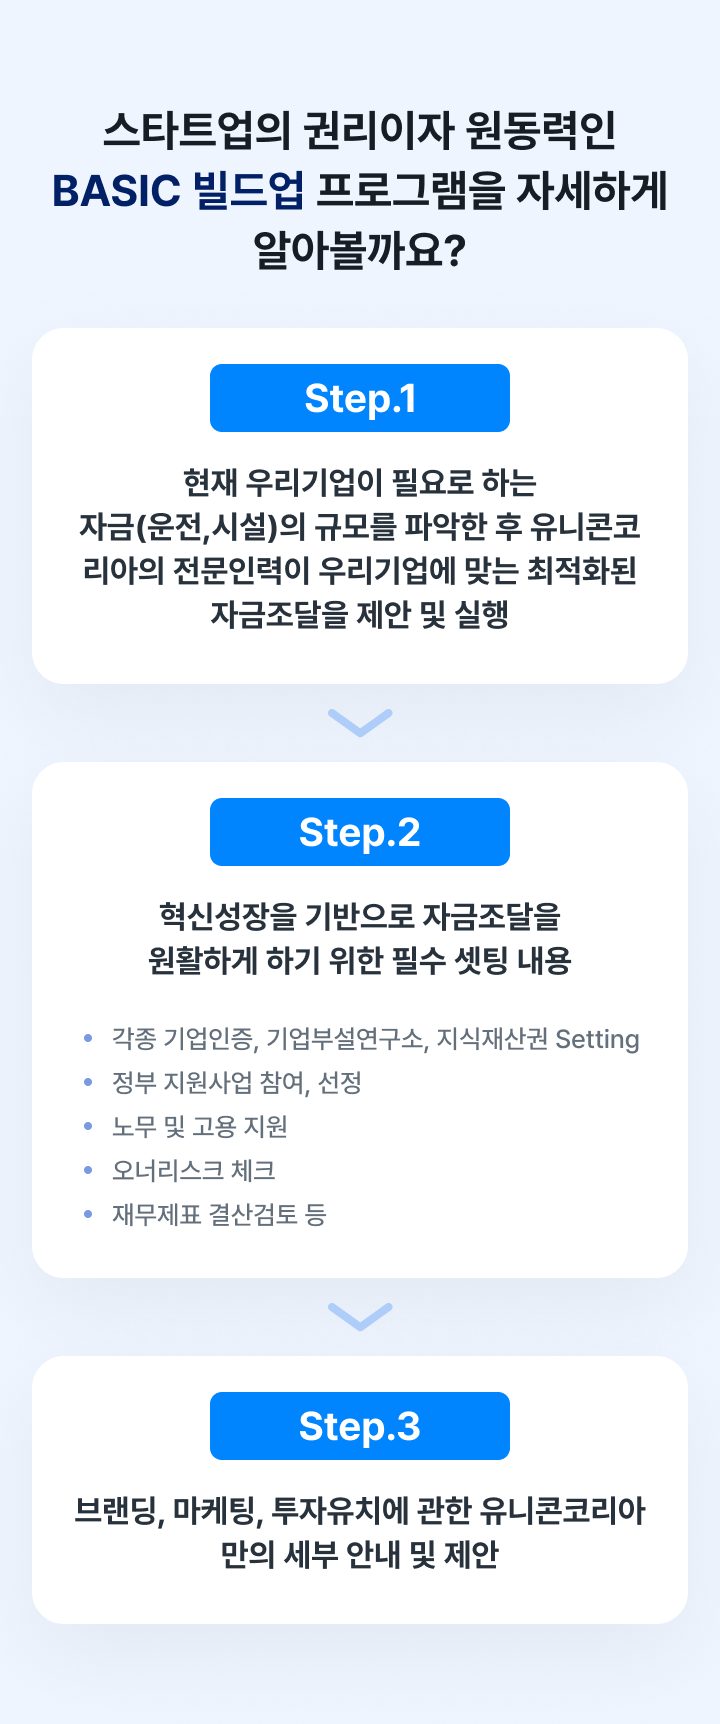 스타트업의 권리이자 원동력인
BASIC 빌드업 프로그램을 자세하게
알아볼까요?
Step.1
현재 우리기업이 필요로 하는
자금(운전,시설)의 규모를 파악한 후 유니콘코
리아의 전문인력이 우리기업에 맞는 최적화된
자금조달을 제안 및 실행
Step.2
혁신성장을 기반으로 자금조달을
원활하게 하기 위한 필수 셋팅 내용
• 각종 기업인증, 기업부설연구소, 지식재산권 Setting
• 정부 지원사업 참여, 선정
• 노무 및 고용 지원
• 오너리스크 체크
• 재무제표 결산검토 등
Step.3
브랜딩, 마케팅, 투자유치에 관한 유니콘코리아
만의 세부 안내 및 제안